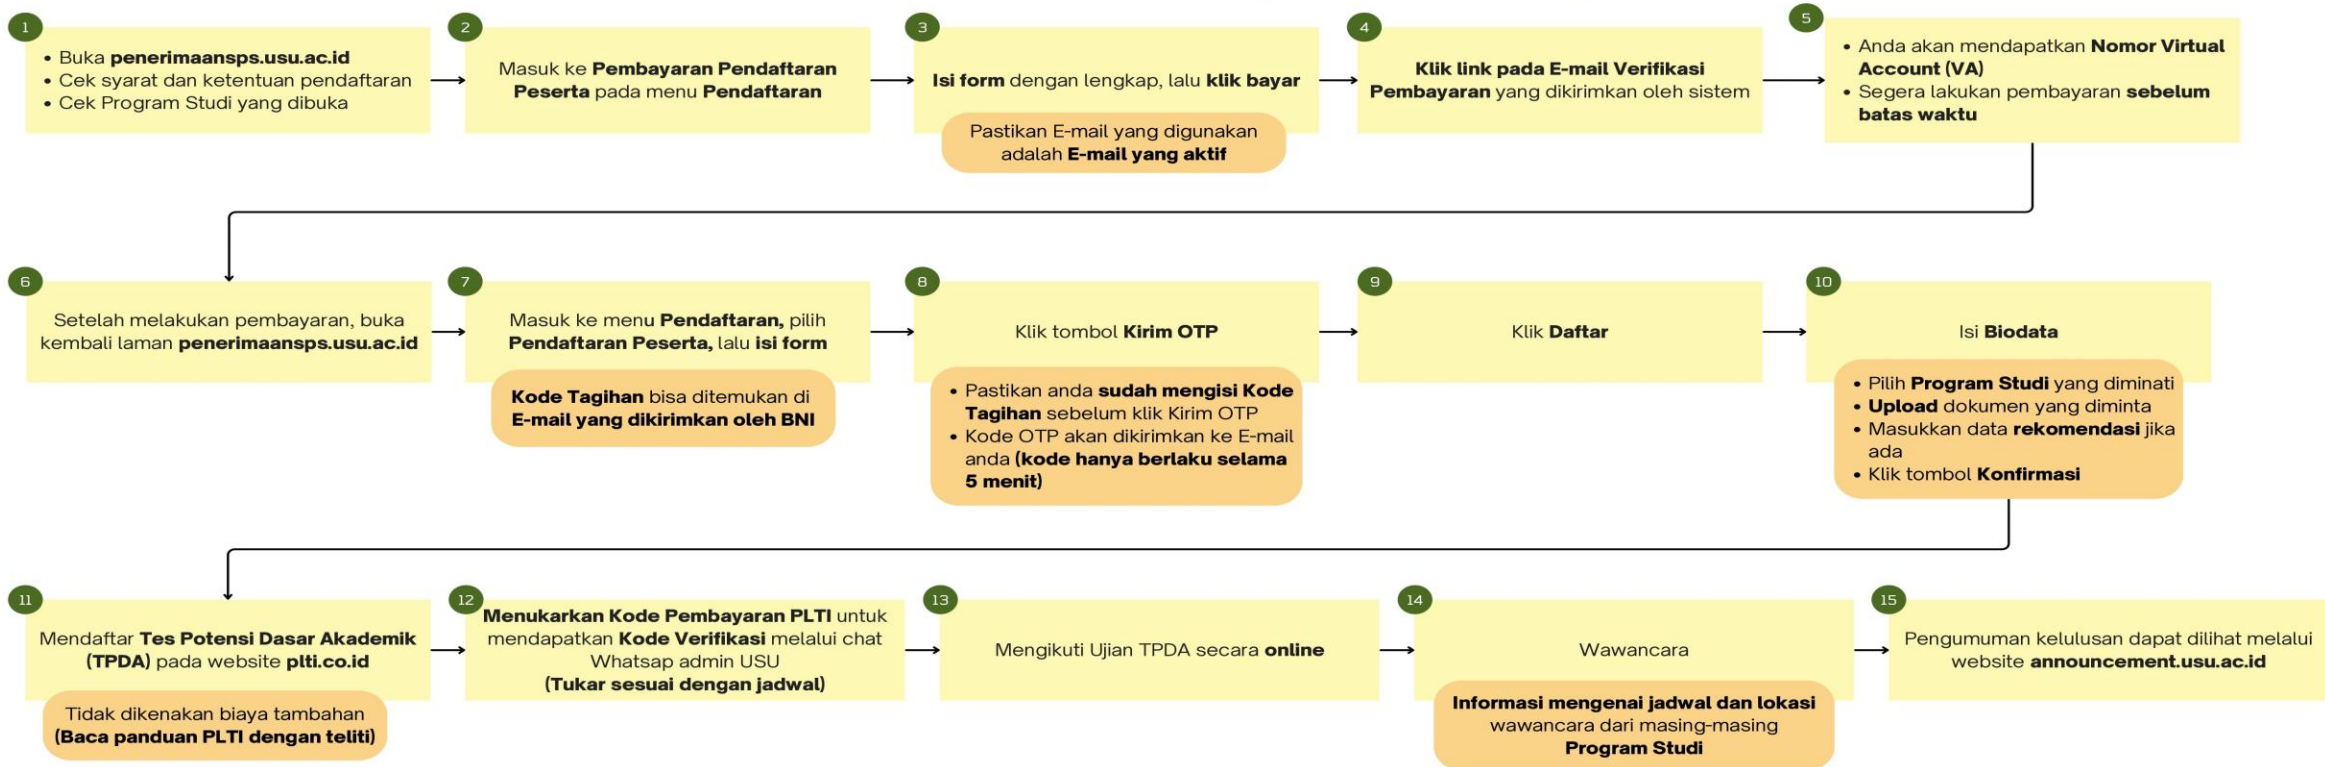 1
• Buka penerimaansps.usu.ac.id
• Cek syarat dan ketentuan pendaftaran
• Cek Program Studi yang dibuka
2
Masuk ke Pembayaran Pendaftaran
Peserta pada menu Pendaftaran
3
Isi form dengan lengkap, lalu klik bayar
Pastikan E-mail yang digunakan
adalah E-mail yang aktif
4
Klik link pada E-mail Verifikasi
Pembayaran yang dikirimkan oleh sistem
5
• Anda akan mendapatkan Nomor Virtual
Account (VA)
• Segera lakukan pembayaran sebelum
batas waktu
6
Setelah melakukan pembayaran, buka
kembali laman penerimaansps.usu.ac.id
7
Masuk ke menu Pendaftaran, pilih
Pendaftaran Peserta, lalu isi form
Kode Tagihan bisa ditemukan di
E-mail yang dikirimkan oleh BNI
8
Klik tombol Kirim OTP
• Pastikan anda sudah mengisi Kode
Tagihan sebelum klik Kirim OTP
• Kode OTP akan dikirimkan ke E-mail
anda (kode hanya berlaku selama
5 menit)
9
Klik Daftar
10
Isi Biodata
• Pilih Program Studi yang diminati
• Upload dokumen yang diminta
• Masukkan data rekomendasi jika
ada
• Klik tombol Konfirmasi
11
Mendaftar Tes Potensi Dasar Akademik
(TPDA) pada website plti.co.id
Tidak dikenakan biaya tambahan
(Baca panduan PLTI dengan teliti)
12
Menukarkan Kode Pembayaran PLTI untuk
mendapatkan Kode Verifikasi melalui chat
Whatsap admin USU
(Tukar sesuai dengan jadwal)
13
Mengikuti Ujian TPDA secara online
14
Wawancara
Informasi mengenai jadwal dan lokasi
wawancara dari masing-masing
Program Studi
15
Pengumuman kelulusan dapat dilihat melalui
website announcement.usu.ac.id